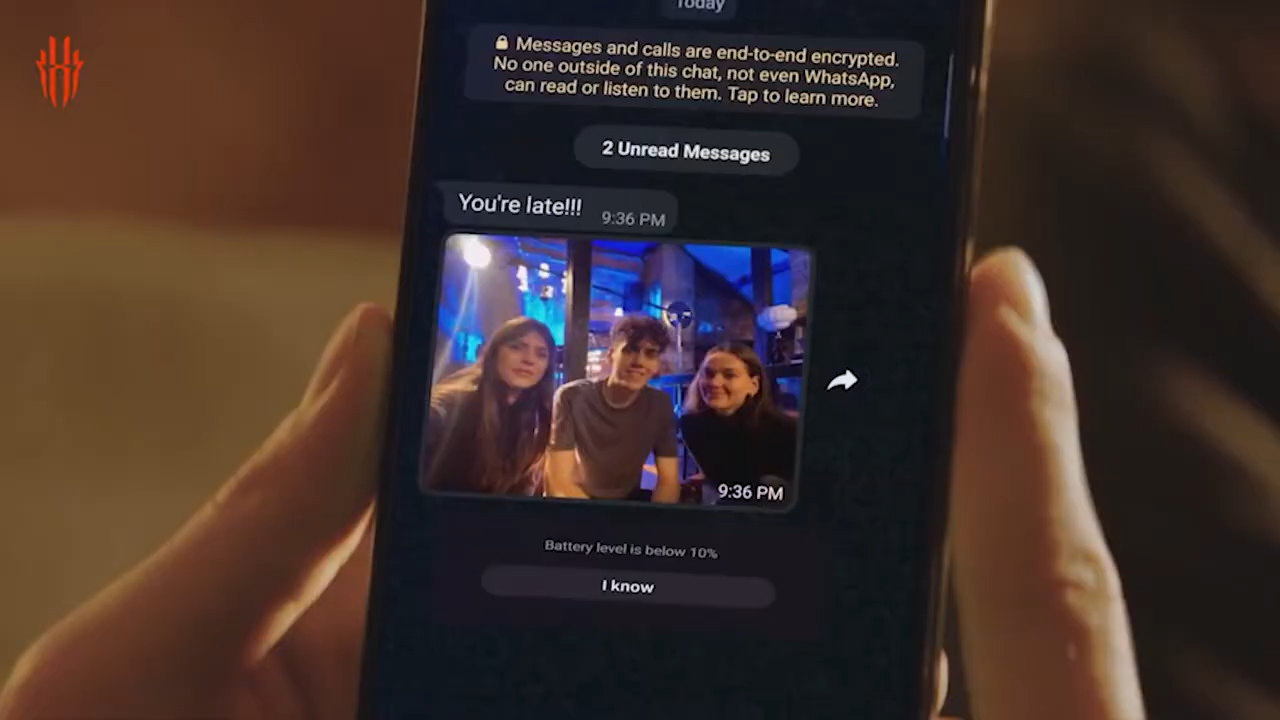 Today
Messages and calls are end-to-end encrypted.
No one outside of this chat, not even WhatsApp,
can read or listen to them. Tap to learn more.
2 Unread Messages
You're late!!!
9:36 PM
9:36 PM
Battery level is below 10%
I know